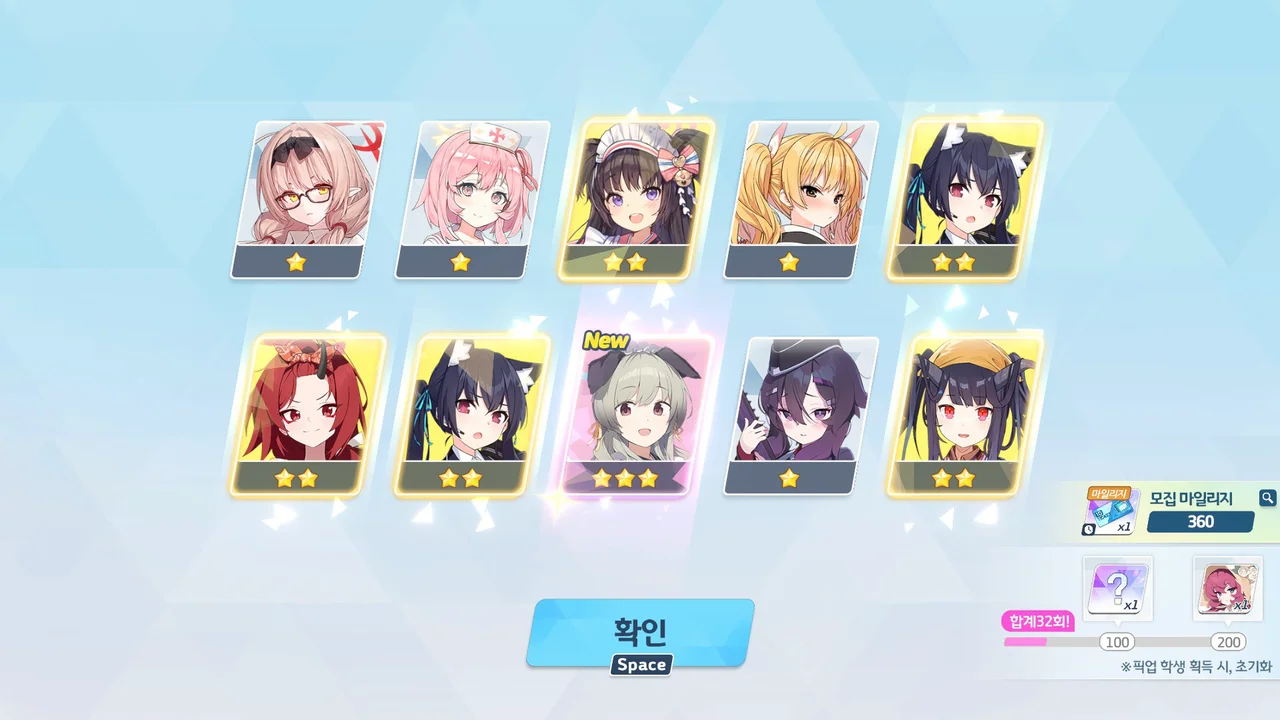 New
마일리지
x1
모집 마일리지
360
?
x1
x1
합계32회!
100
200
※픽업 학생 획득 시, 초기화
확인
Space